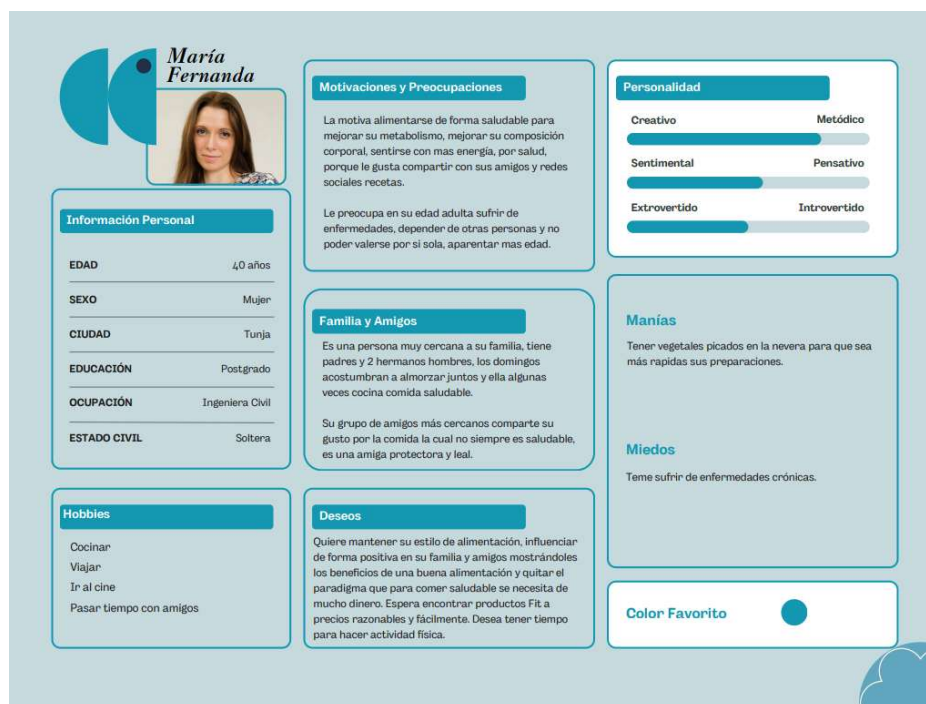 María
Fernanda
Información Personal
EDAD 40 años
SEXO Mujer
CIUDAD Tunja
EDUCACIÓN Postgrado
OCUPACIÓN Ingeniera Civil
ESTADO CIVIL Soltera
Hobbies
Cocinar
Viajar
Ir al cine
Pasar tiempo con amigos
Motivaciones y Preocupaciones
La motiva alimentarse de forma saludable para
mejorar su metabolismo, mejorar su composición
corporal, sentirse con mas energía, por salud,
porque le gusta compartir con sus amigos y redes
sociales recetas.
Le preocupa en su edad adulta sufrir de
enfermedades, depender de otras personas y no
poder valerse por si sola, aparentar mas edad.
Familia y Amigos
Es una persona muy cercana a su familia, tiene
padres y 2 hermanos hombres, los domingos
acostumbran a almorzar juntos y ella algunas
veces cocina comida saludable.
Su grupo de amigos más cercanos comparte su
gusto por la comida la cual no siempre es saludable,
es una amiga protectora y leal.
Deseos
Quiere mantener su estilo de alimentación, influenciar
de forma positiva en su familia y amigos mostrándoles
los beneficios de una buena alimentación y quitar el
paradigma que para comer saludable se necesita de
mucho dinero. Espera encontrar productos Fit a
precios razonables y fácilmente. Desea tener tiempo
para hacer actividad física.
Personalidad
Creativo Metódico
Sentimental Pensativo
Extrovertido Introvertido
Manías
Tener vegetales picados en la nevera para que sea
más rapidas sus preparaciones.
Miedos
Teme sufrir de enfermedades crónicas.
Color Favorito